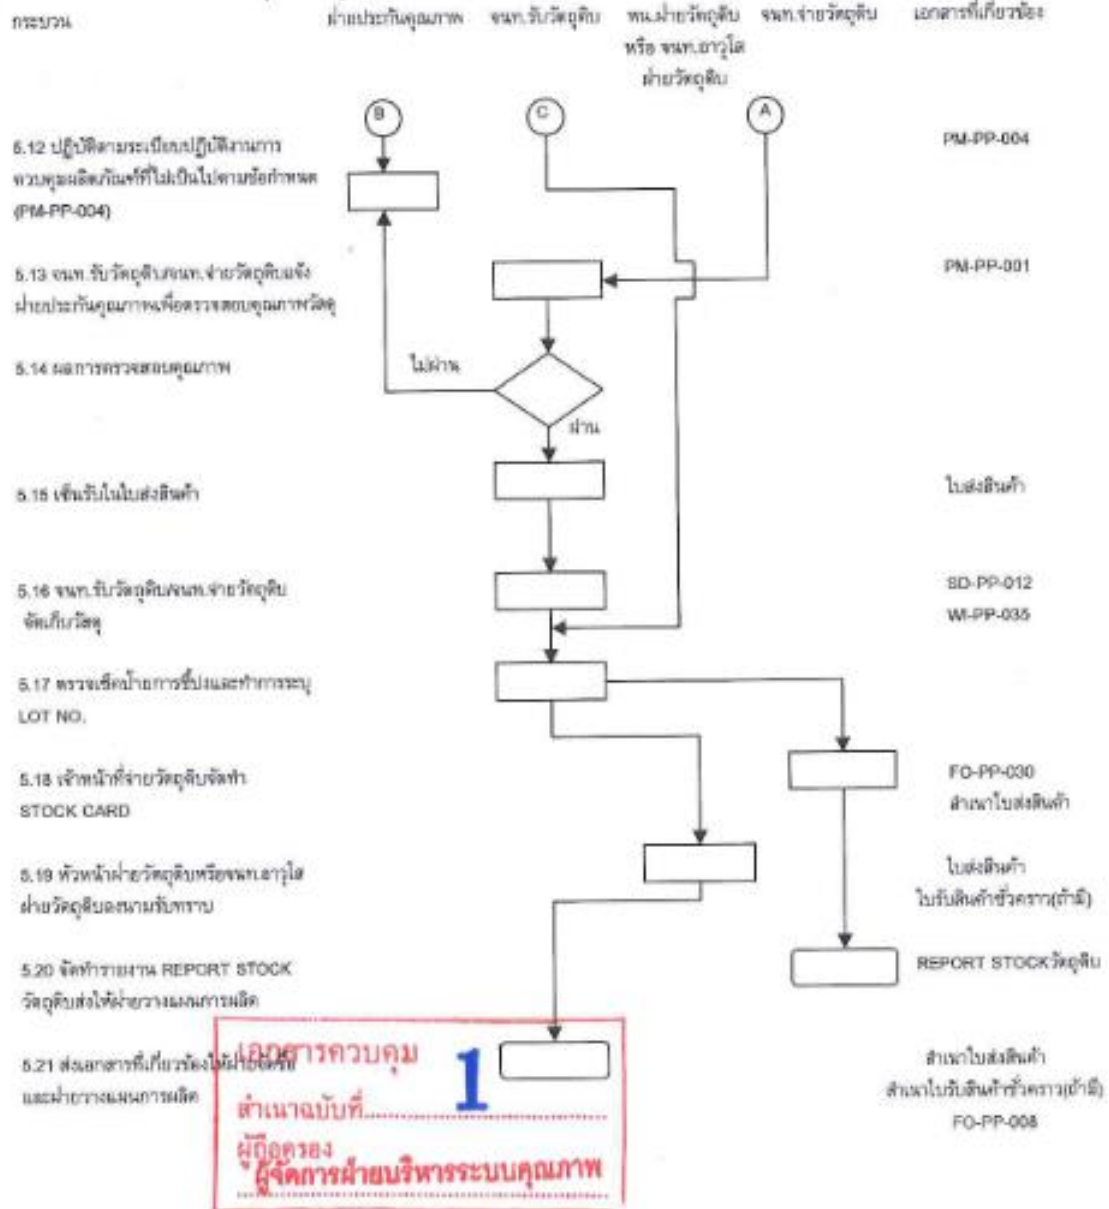 กระบวน
ฝ่ายประกันคุณภาพ จนท.รับวัตถุดิบ หน.ฝ่ายวัตถุดิบ จนท.จ่ายวัตถุดิบ เอกสารที่เกี่ยวข้อง
หรือ จนท.อาวุโส
ฝ่ายวัตถุดิบ
B C A
5.12 ปฏิบัติตามระเบียบปฏิบัติงานการ PM-PP-004
ควบคุมผลิตภัณฑ์ที่ไม่เป็นไปตามข้อกำหนด
(PM-PP-004)
5.13 จนท.รับวัตถุดิบ/จนท.จ่ายวัตถุดิบแจ้ง PM-PP-001
ฝ่ายประกันคุณภาพเพื่อตรวจสอบคุณภาพวัสดุ
5.14 ผลการตรวจสอบคุณภาพ ไม่ผ่าน
ผ่าน
5.15 เซ็นรับในใบส่งสินค้า ใบส่งสินค้า
5.16 จนท.รับวัตถุดิบ/จนท.จ่ายวัตถุดิบ SD-PP-012
จัดเก็บวัสดุ WI-PP-035
5.17 ตรวจเช็คป้ายการชี้บ่งและทำการระบุ
LOT NO.
5.18 เจ้าหน้าที่จ่ายวัตถุดิบจัดทำ FO-PP-030
STOCK CARD สำเนาใบส่งสินค้า
5.19 หัวหน้าฝ่ายวัตถุดิบหรือจนท.อาวุโส ใบส่งสินค้า
ฝ่ายวัตถุดิบลงนามรับทราบ ใบรับสินค้าชั่วคราว(ถ้ามี)
5.20 จัดทำรายงาน REPORT STOCK REPORT STOCKวัตถุดิบ
วัตถุดิบส่งให้ฝ่ายวางแผนการผลิต
5.21 ส่งเอกสารที่เกี่ยวข้องให้ฝ่ายจัดซื้อ สำเนาใบส่งสินค้า
และฝ่ายวางแผนการผลิต สำเนาใบรับสินค้าชั่วคราว(ถ้ามี)
FO-PP-008
เอกสารควบคุม
สำเนาฉบับที่ 1
ผู้ถือครอง
ผู้จัดการฝ่ายบริหารระบบคุณภาพ